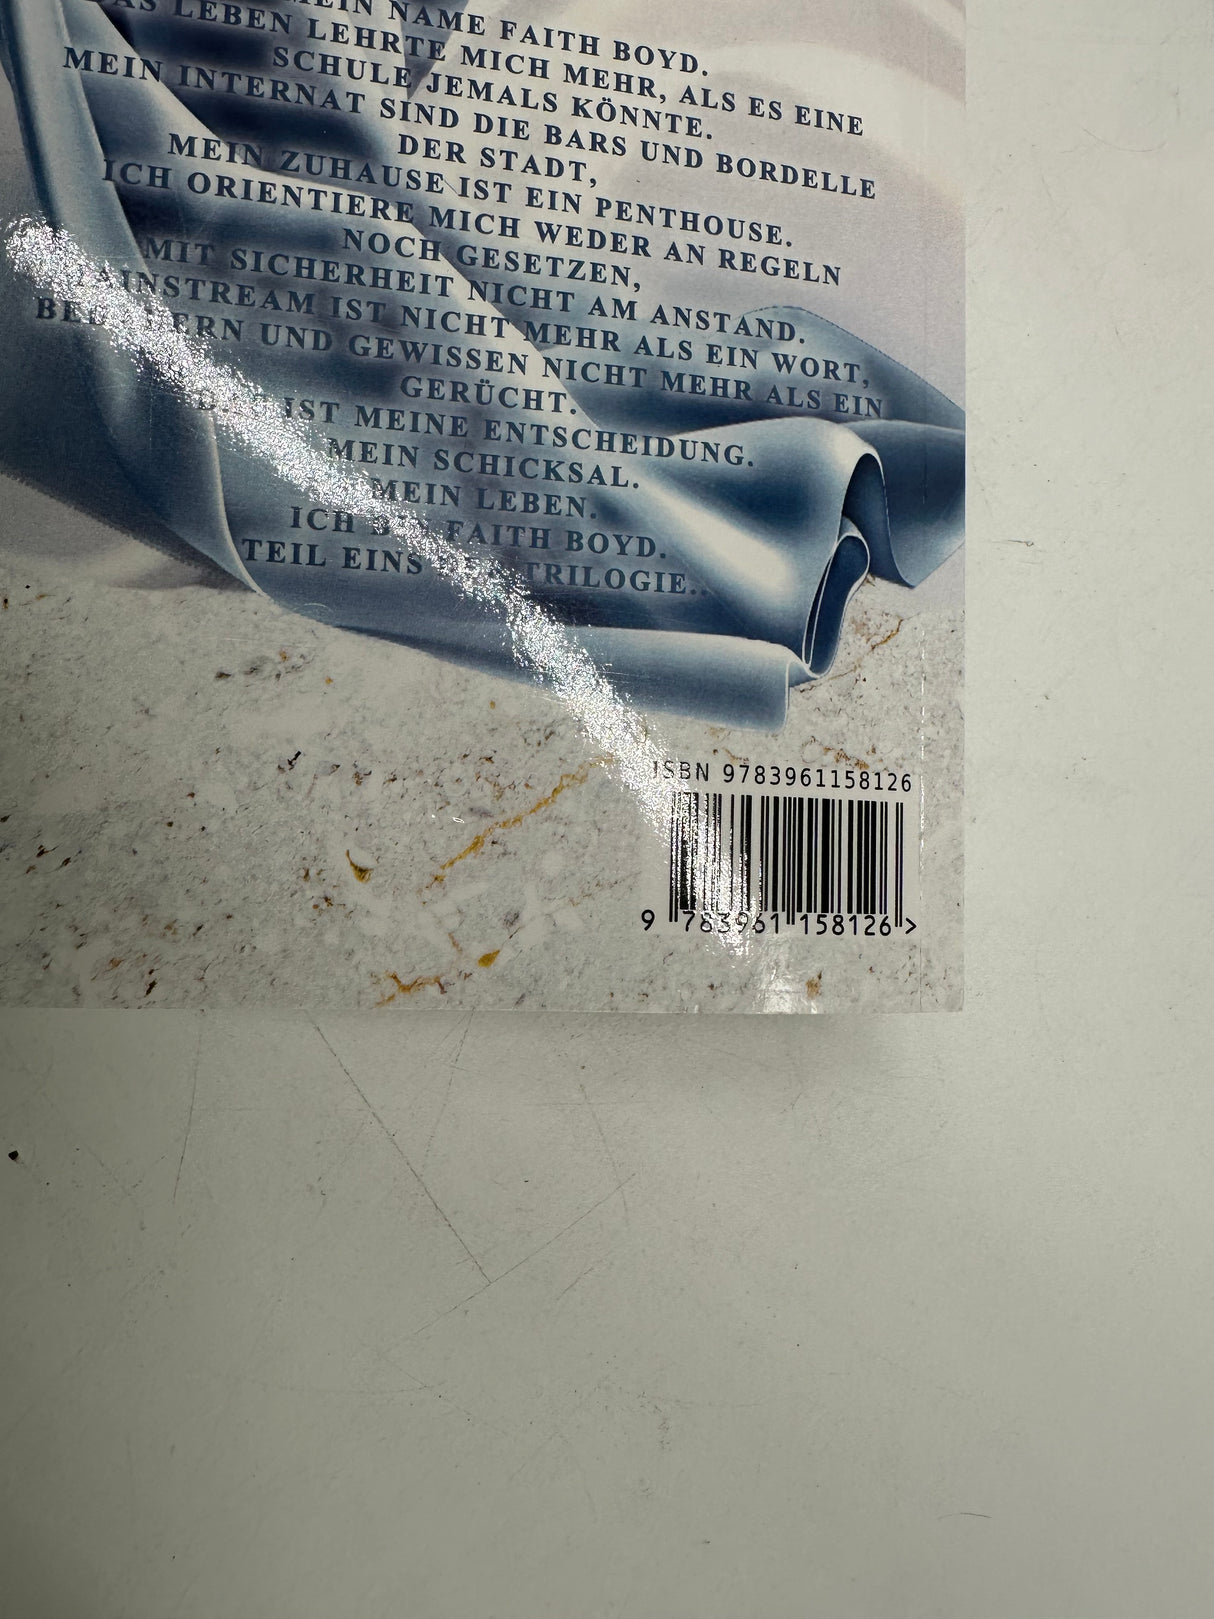 MEIN NAME FAITH BOYD.
DAS LEBEN LEHRTE MICH MEHR, ALS ES EINE
SCHULE JEMALS KÖNNTE.
MEIN INTERNAT SIND DIE BARS UND BORDELLE
DER STADT,
MEIN ZUHAUSE IST EIN PENTHOUSE.
ICH ORIENTIERE MICH WEDER AN REGELN
NOCH GESETZEN,
MIT SICHERHEIT NICHT AM ANSTAND.
MAINSTREAM IST NICHT MEHR ALS EIN WORT,
UND GEWISSEN NICHT MEHR ALS EIN
GERÜCHT.
IST MEINE ENTSCHEIDUNG.
MEIN SCHICKSAL.
MEIN LEBEN.
ICH BIN FAITH BOYD.
TEIL EINS DER TRILOGIE..
ISBN 9783961158126
9 783961 158126 >